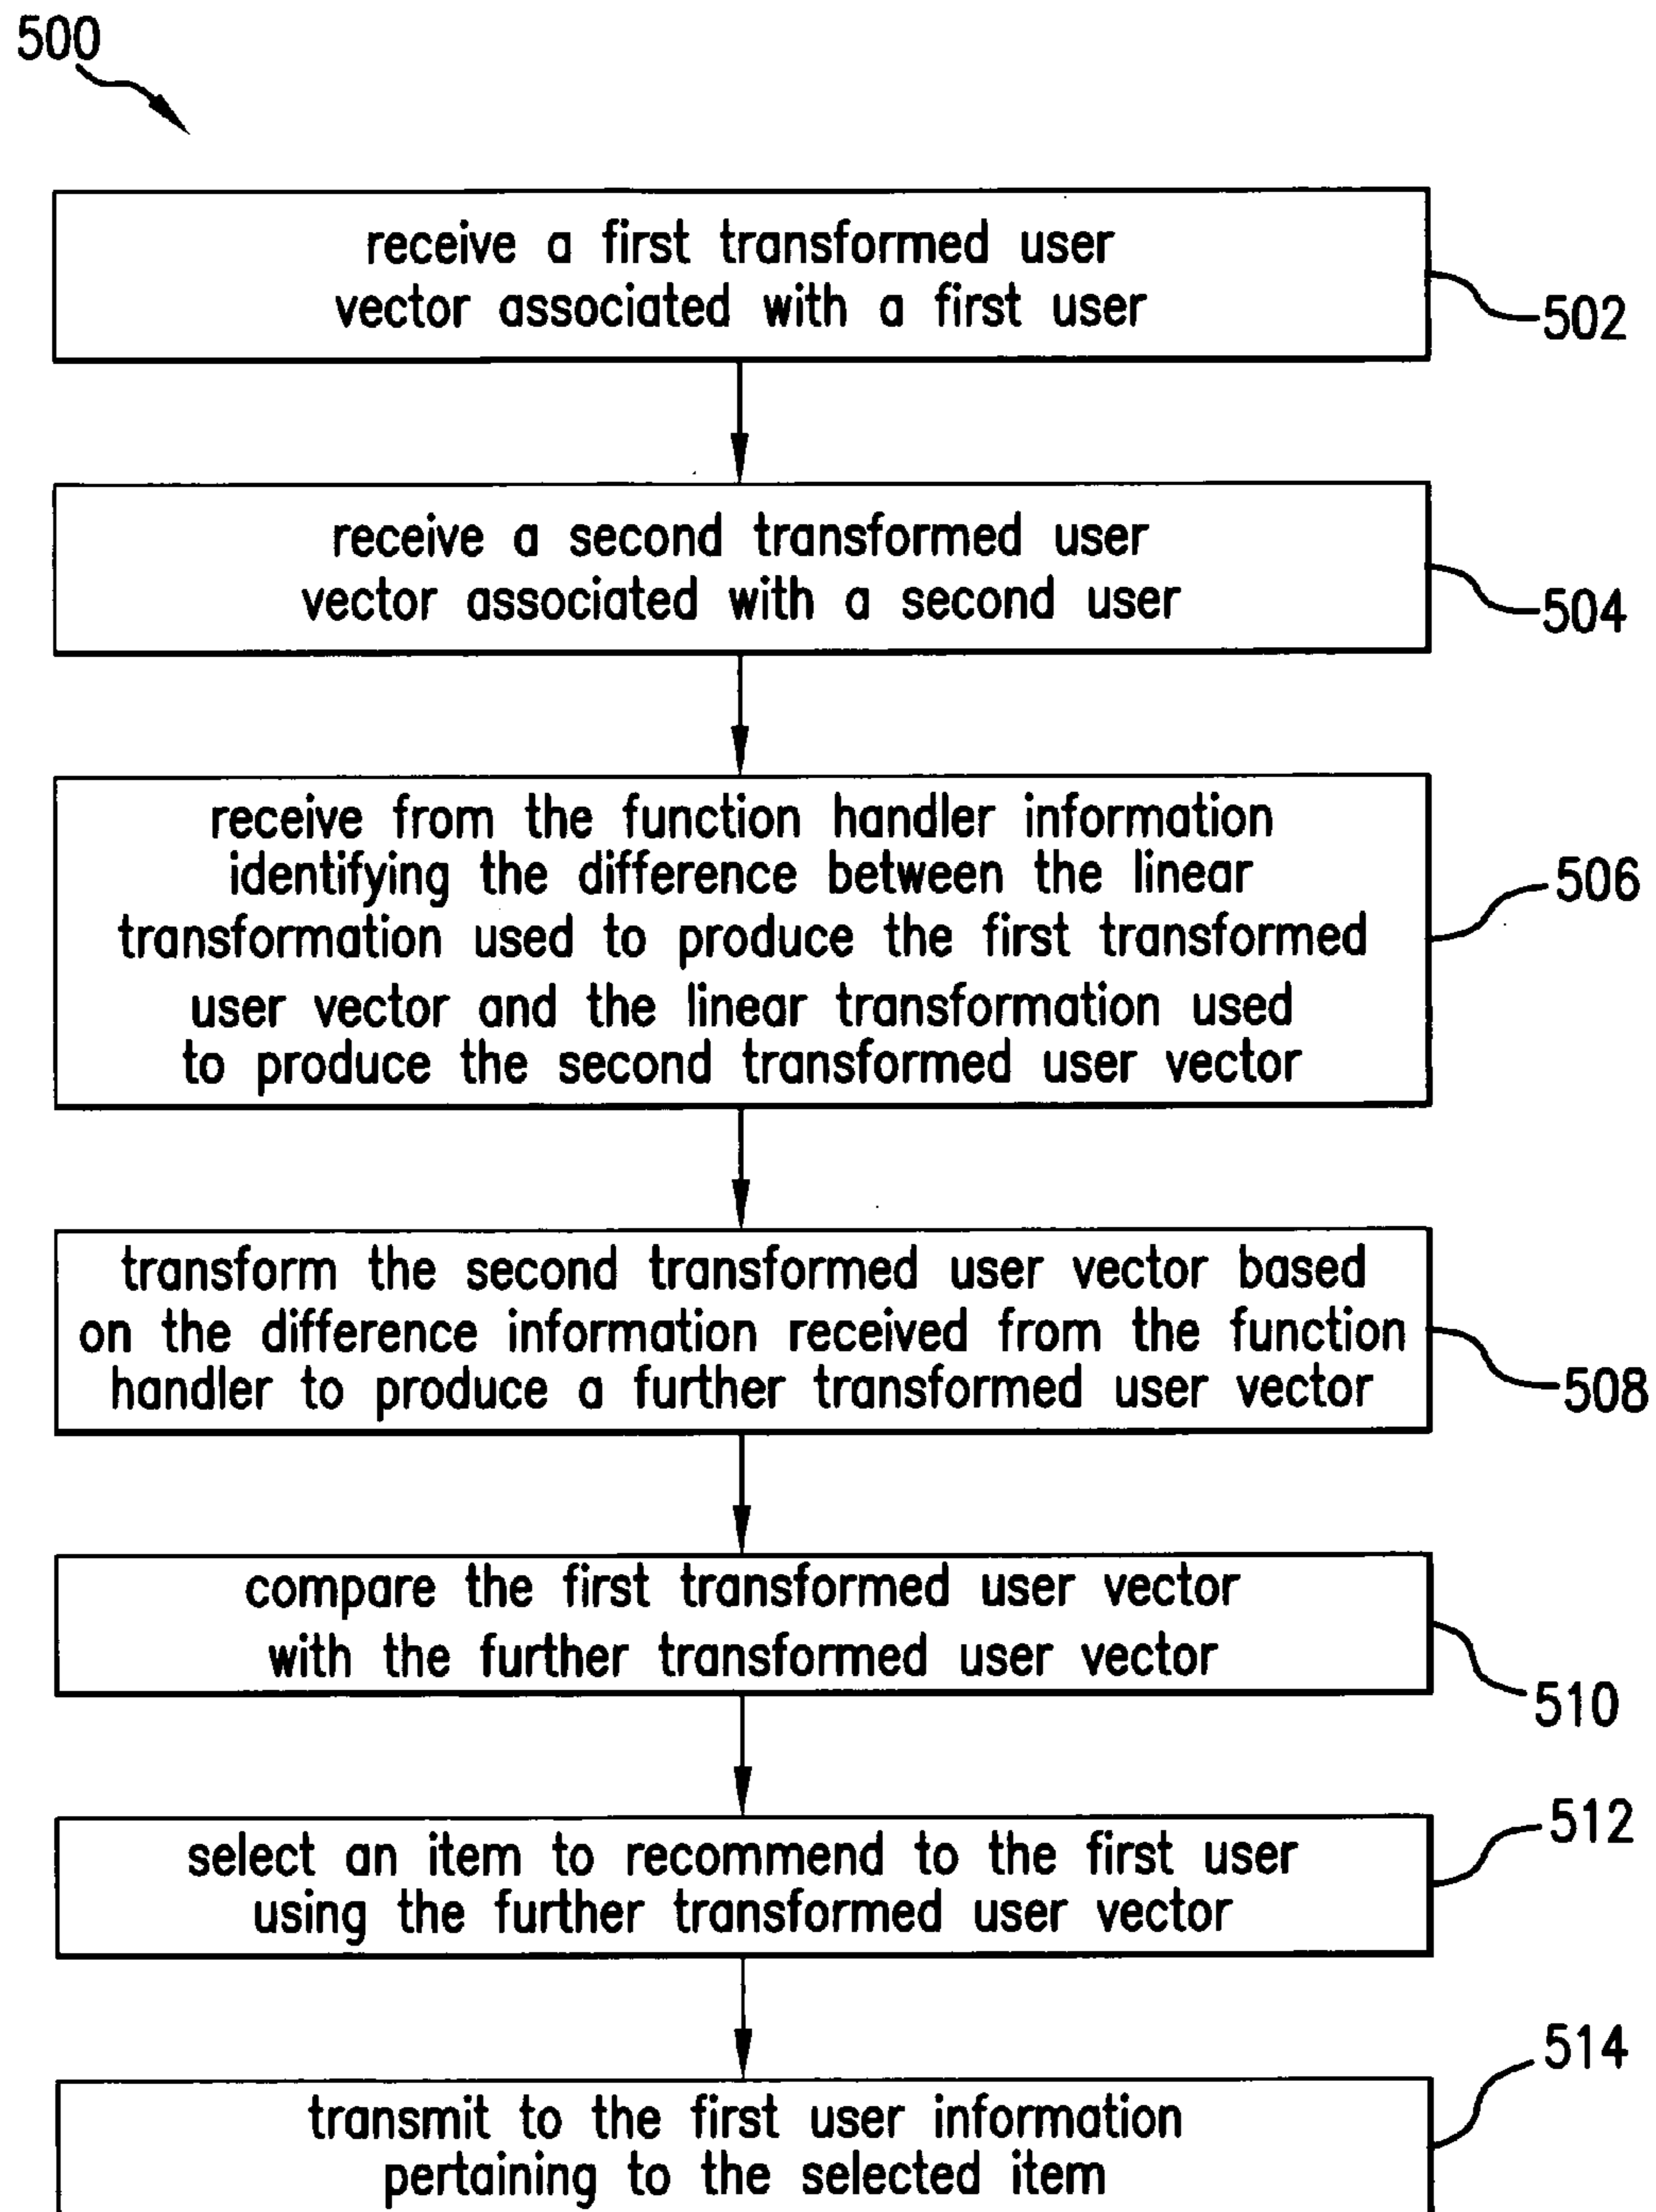 500
receive a first transformed user
vector associated with a first user
502
receive a second transformed user
vector associated with a second user
504
receive from the function handler information
identifying the difference between the linear
transformation used to produce the first transformed
user vector and the linear transformation used
to produce the second transformed user vector
506
transform the second transformed user vector based
on the difference information received from the function
handler to produce a further transformed user vector
508
compare the first transformed user vector
with the further transformed user vector
510
select an item to recommend to the first user
using the further transformed user vector
512
transmit to the first user information
pertaining to the selected item
514